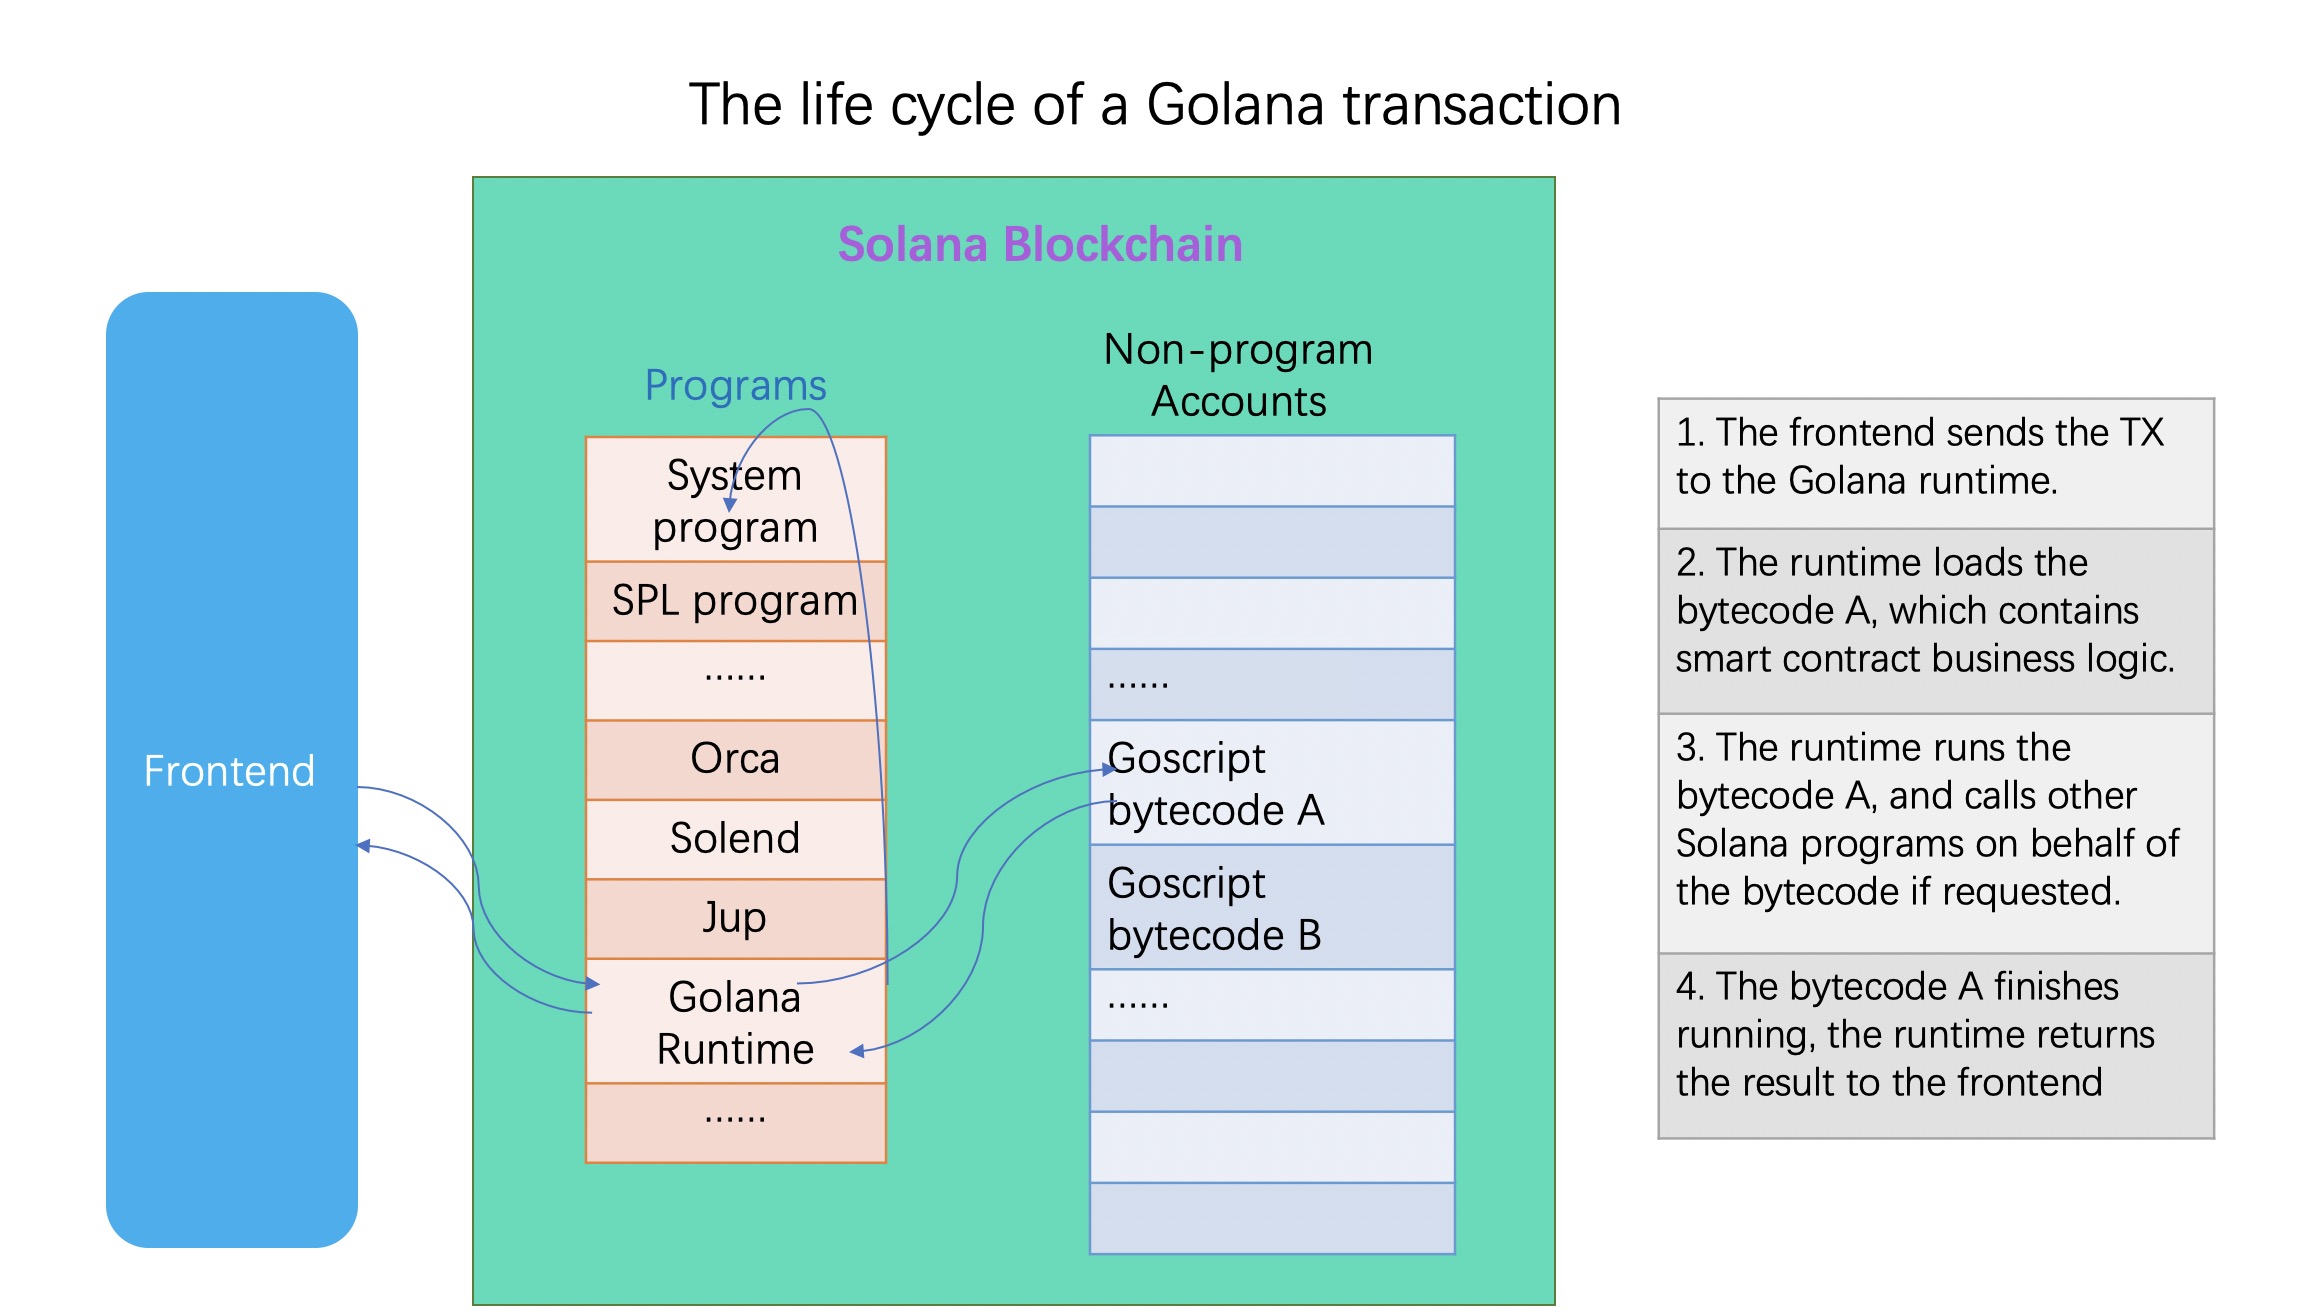 The life cycle of a Golana transaction
Solana Blockchain
Frontend
Programs
System
program
SPL program
......
Orca
Solend
Jup
Golana
Runtime
......
Non-program
Accounts
......
Goscript
bytecode A
Goscript
bytecode B
......
1. The frontend sends the TX
to the Golana runtime.
2. The runtime loads the
bytecode A, which contains
smart contract business logic.
3. The runtime runs the
bytecode A, and calls other
Solana programs on behalf of
the bytecode if requested.
4. The bytecode A finishes
running, the runtime returns
the result to the frontend